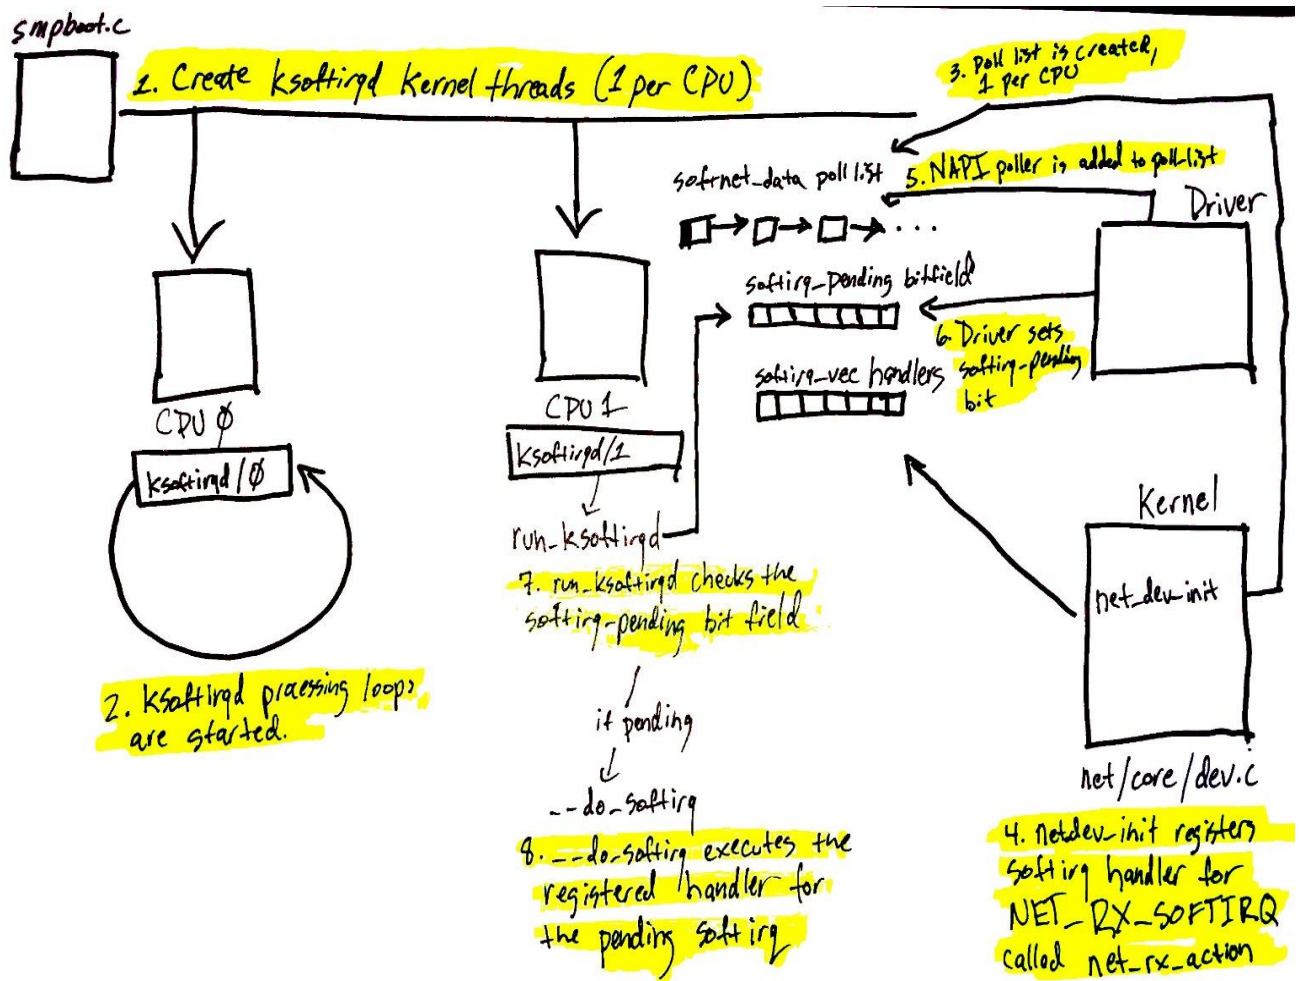 smpboot.c
1. Create ksoftirqd kernel threads (1 per CPU)
3. poll list is created,
1 per CPU
softnet_data poll list
5. NAPI poller is added to poll_list
Driver
. . .
softirq_pending bitfield
6. Driver sets
softirq-pending
bit
softirq_vec handlers
CPU 0
ksoftirqd/0
CPU 1
ksoftirqd/1
run_ksoftirqd
7. run_ksoftirqd checks the
softirq-pending bit field
2. ksoftirqd processing loops
are started.
if pending
__do_softirq
8. __do_softirq executes the
registered handler for
the pending softirq
Kernel
net_dev_init
net/core/dev.c
4. netdev_init registers
softirq handler for
NET_RX_SOFTIRQ
called net_rx_action